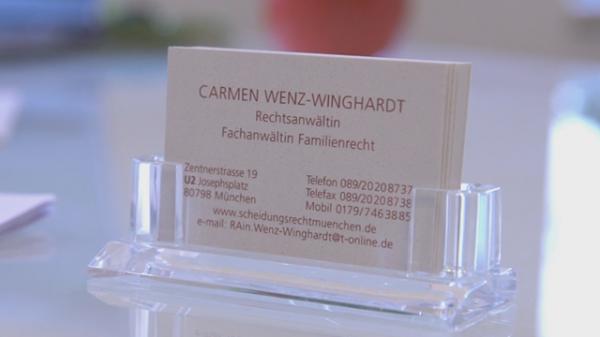 CARMEN WENZ-WINGHARDT
Rechtsanwältin
Fachanwältin Familienrecht
Zentnerstrasse 19
U2 Josephsplatz
80798 München
Telefon 089/20208737
Telefax 089/20208738
Mobil 0179/7463885
www.scheidungsrechtmuenchen.de
e-mail: RAin.Wenz-Winghardt@t-online.de